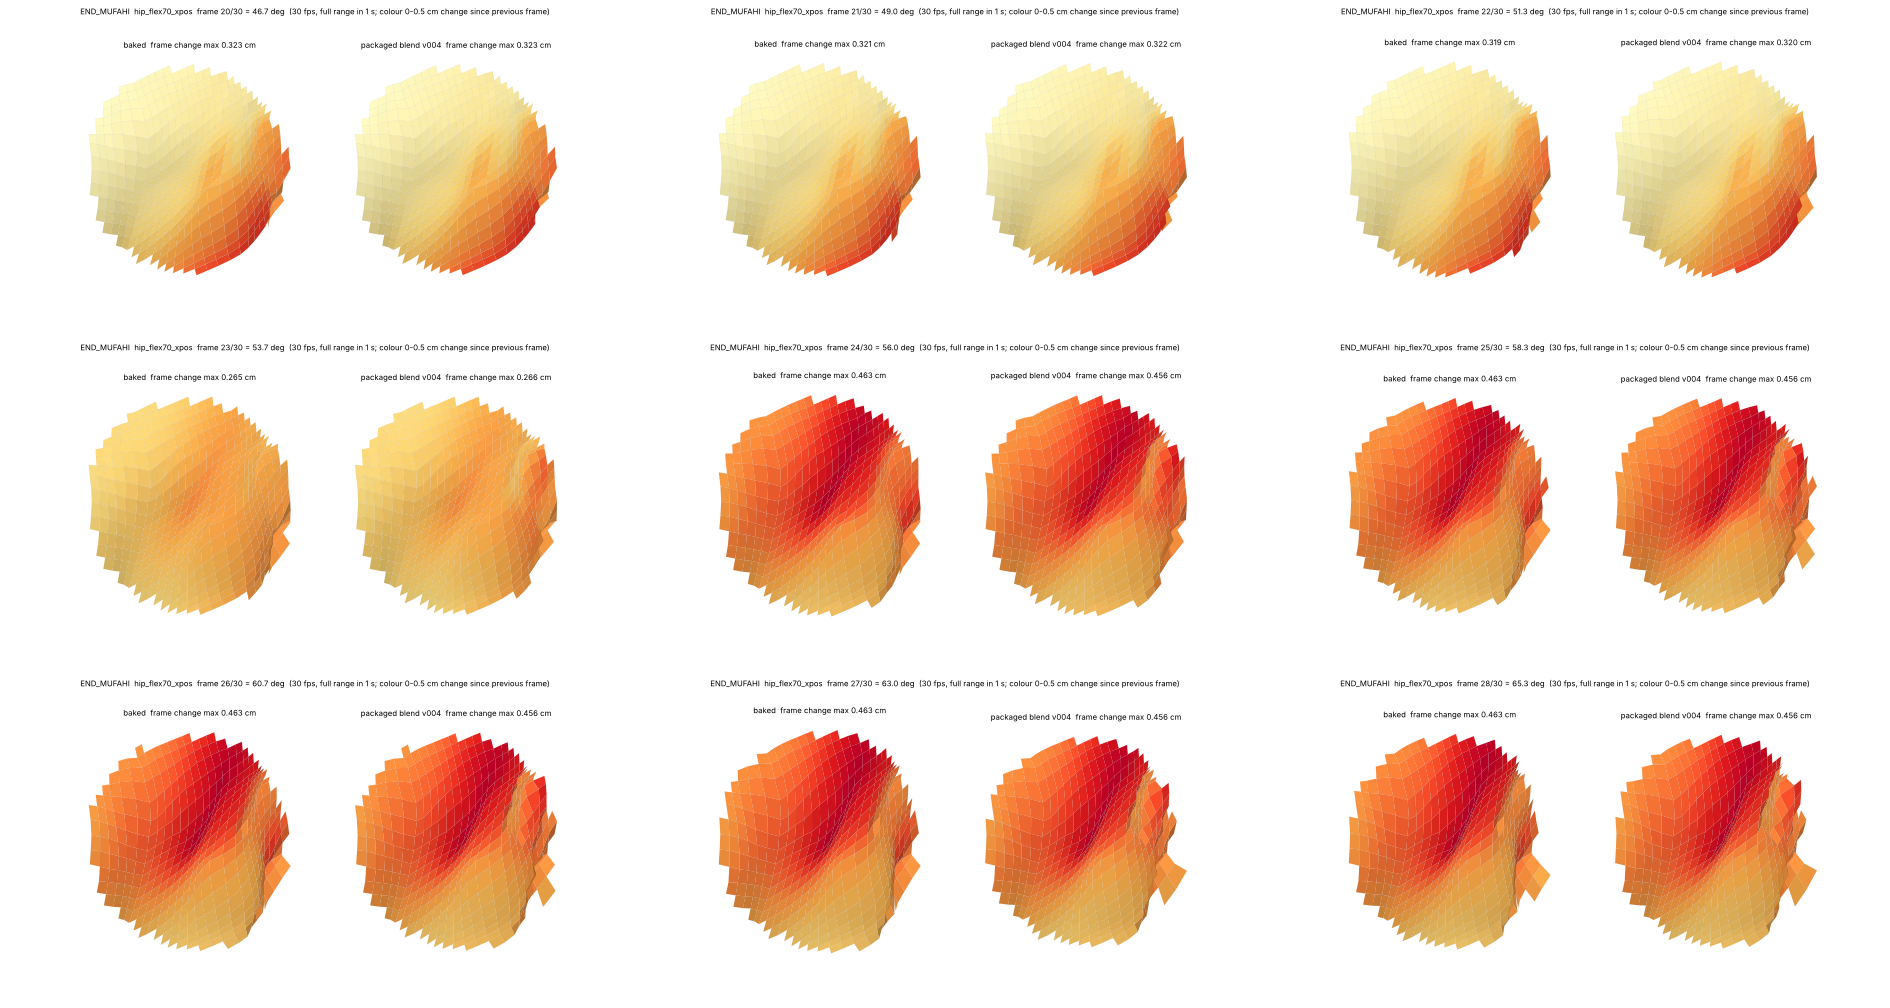 END_MUFAHI hip_flex70_xpos frame 20/30 = 46.7 deg (30 fps, full range in 1 s; colour 0-0.5 cm change since previous frame)
baked frame change max 0.323 cm
packaged blend v004 frame change max 0.323 cm
END_MUFAHI hip_flex70_xpos frame 21/30 = 49.0 deg (30 fps, full range in 1 s; colour 0-0.5 cm change since previous frame)
baked frame change max 0.321 cm
packaged blend v004 frame change max 0.322 cm
END_MUFAHI hip_flex70_xpos frame 22/30 = 51.3 deg (30 fps, full range in 1 s; colour 0-0.5 cm change since previous frame)
baked frame change max 0.319 cm
packaged blend v004 frame change max 0.320 cm
END_MUFAHI hip_flex70_xpos frame 23/30 = 53.7 deg (30 fps, full range in 1 s; colour 0-0.5 cm change since previous frame)
baked frame change max 0.265 cm
packaged blend v004 frame change max 0.266 cm
END_MUFAHI hip_flex70_xpos frame 24/30 = 56.0 deg (30 fps, full range in 1 s; colour 0-0.5 cm change since previous frame)
baked frame change max 0.463 cm
packaged blend v004 frame change max 0.456 cm
END_MUFAHI hip_flex70_xpos frame 25/30 = 58.3 deg (30 fps, full range in 1 s; colour 0-0.5 cm change since previous frame)
baked frame change max 0.463 cm
packaged blend v004 frame change max 0.456 cm
END_MUFAHI hip_flex70_xpos frame 26/30 = 60.7 deg (30 fps, full range in 1 s; colour 0-0.5 cm change since previous frame)
baked frame change max 0.463 cm
packaged blend v004 frame change max 0.456 cm
END_MUFAHI hip_flex70_xpos frame 27/30 = 63.0 deg (30 fps, full range in 1 s; colour 0-0.5 cm change since previous frame)
baked frame change max 0.463 cm
packaged blend v004 frame change max 0.456 cm
END_MUFAHI hip_flex70_xpos frame 28/30 = 65.3 deg (30 fps, full range in 1 s; colour 0-0.5 cm change since previous frame)
baked frame change max 0.463 cm
packaged blend v004 frame change max 0.456 cm